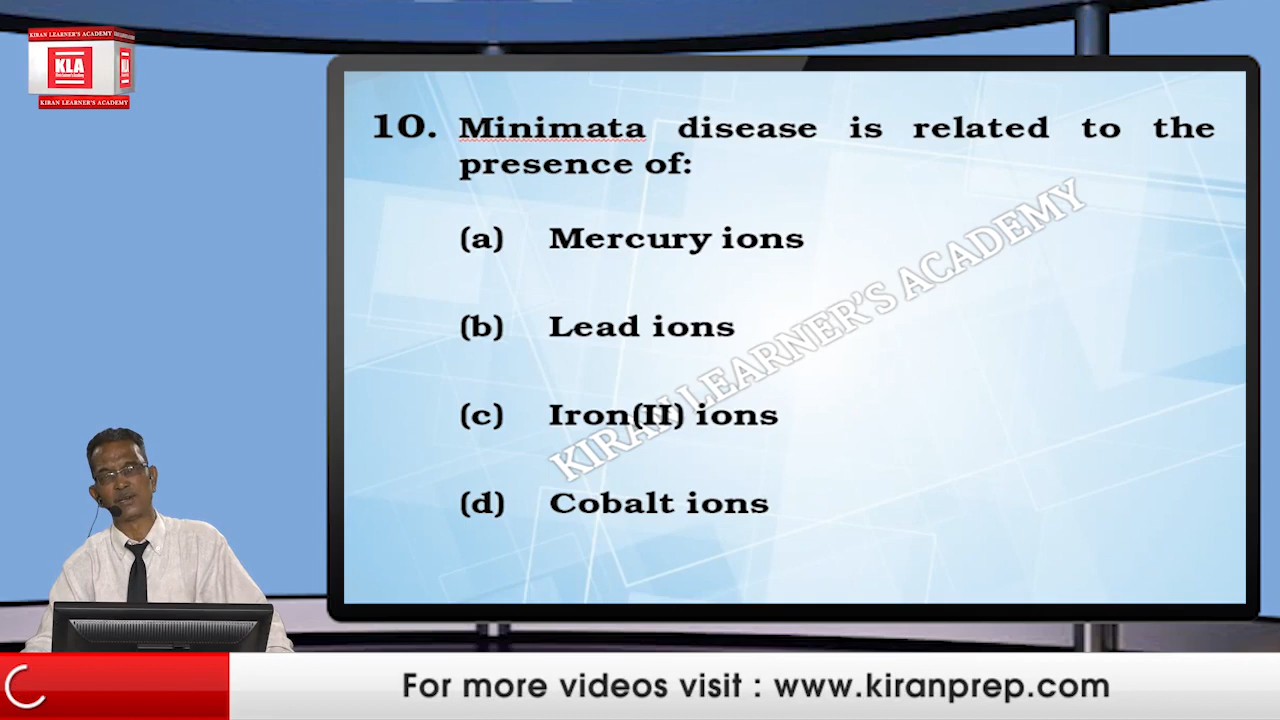 KIRAN LEARNER'S ACADEMY
KLA
KIRAN LEARNER'S ACADEMY
10. Minimata disease is related to the
presence of:
(a) Mercury ions
(b) Lead ions
(c) Iron(II) ions
(d) Cobalt ions
KIRAN LEARNER'S ACADEMY
For more videos visit : www.kiranprep.com